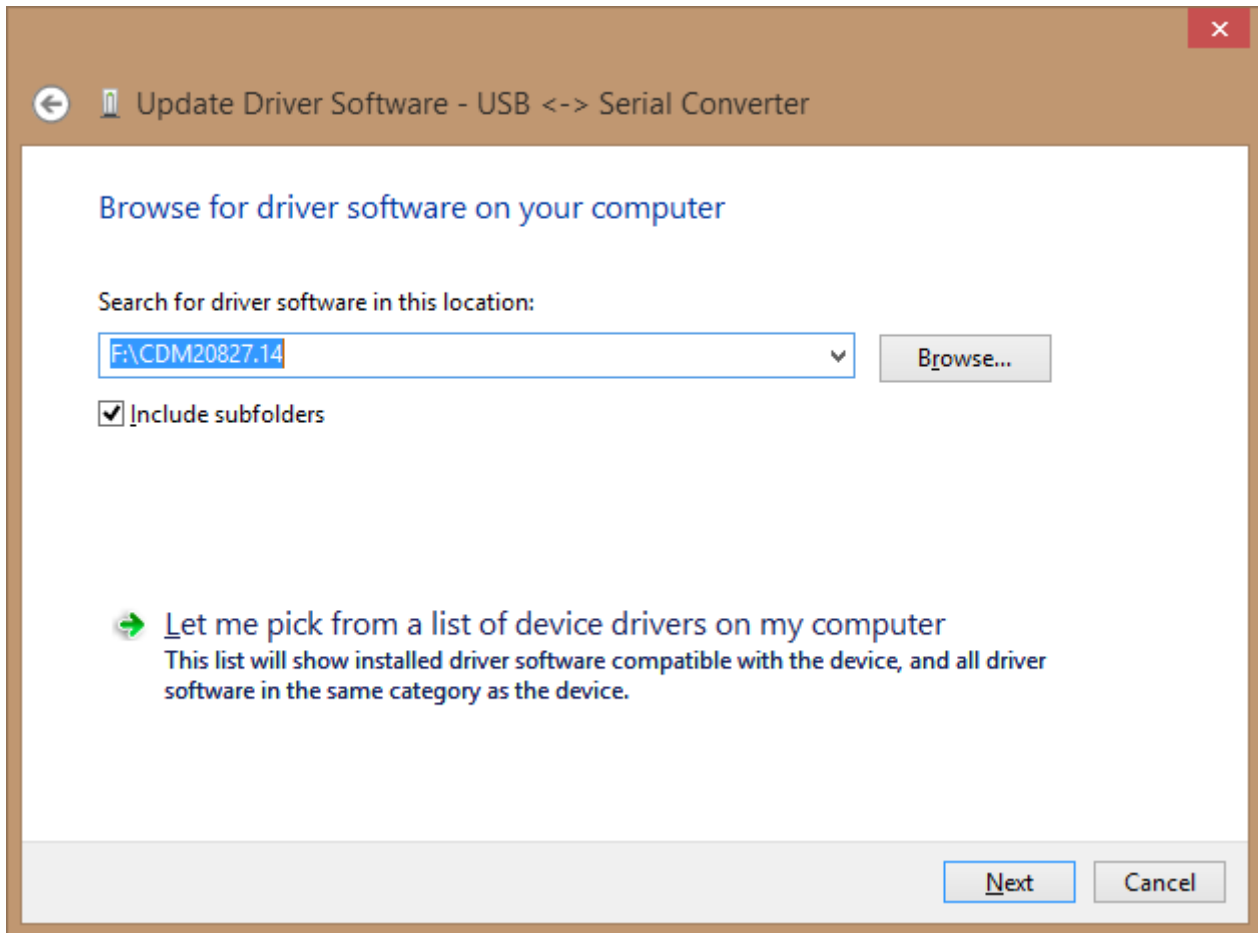 Update Driver Software - USB <-> Serial Converter
Browse for driver software on your computer
Search for driver software in this location:
F:\CDM20827.14
Browse...
Include subfolders
Let me pick from a list of device drivers on my computer
This list will show installed driver software compatible with the device, and all driver
software in the same category as the device.
Next
Cancel